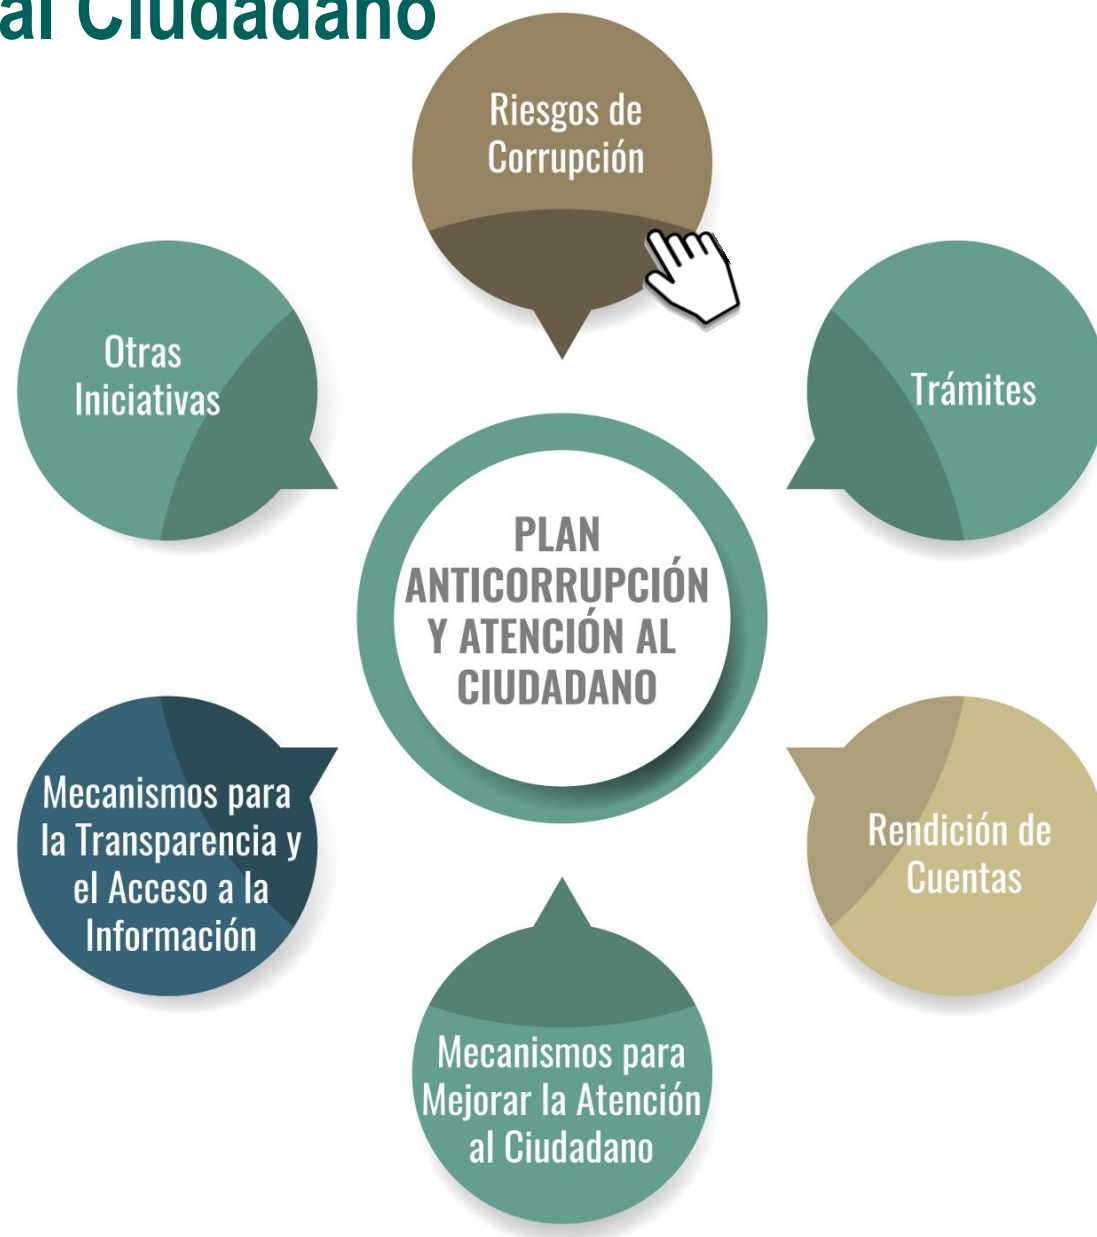 al Ciudadano
Riesgos de
Corrupción
Otras
Iniciativas
Trámites
PLAN
ANTICORRUPCIÓN
Y ATENCIÓN AL
CIUDADANO
Mecanismos para
la Transparencia y
el Acceso a la
Información
Rendición de
Cuentas
Mecanismos para
Mejorar la Atención
al Ciudadano